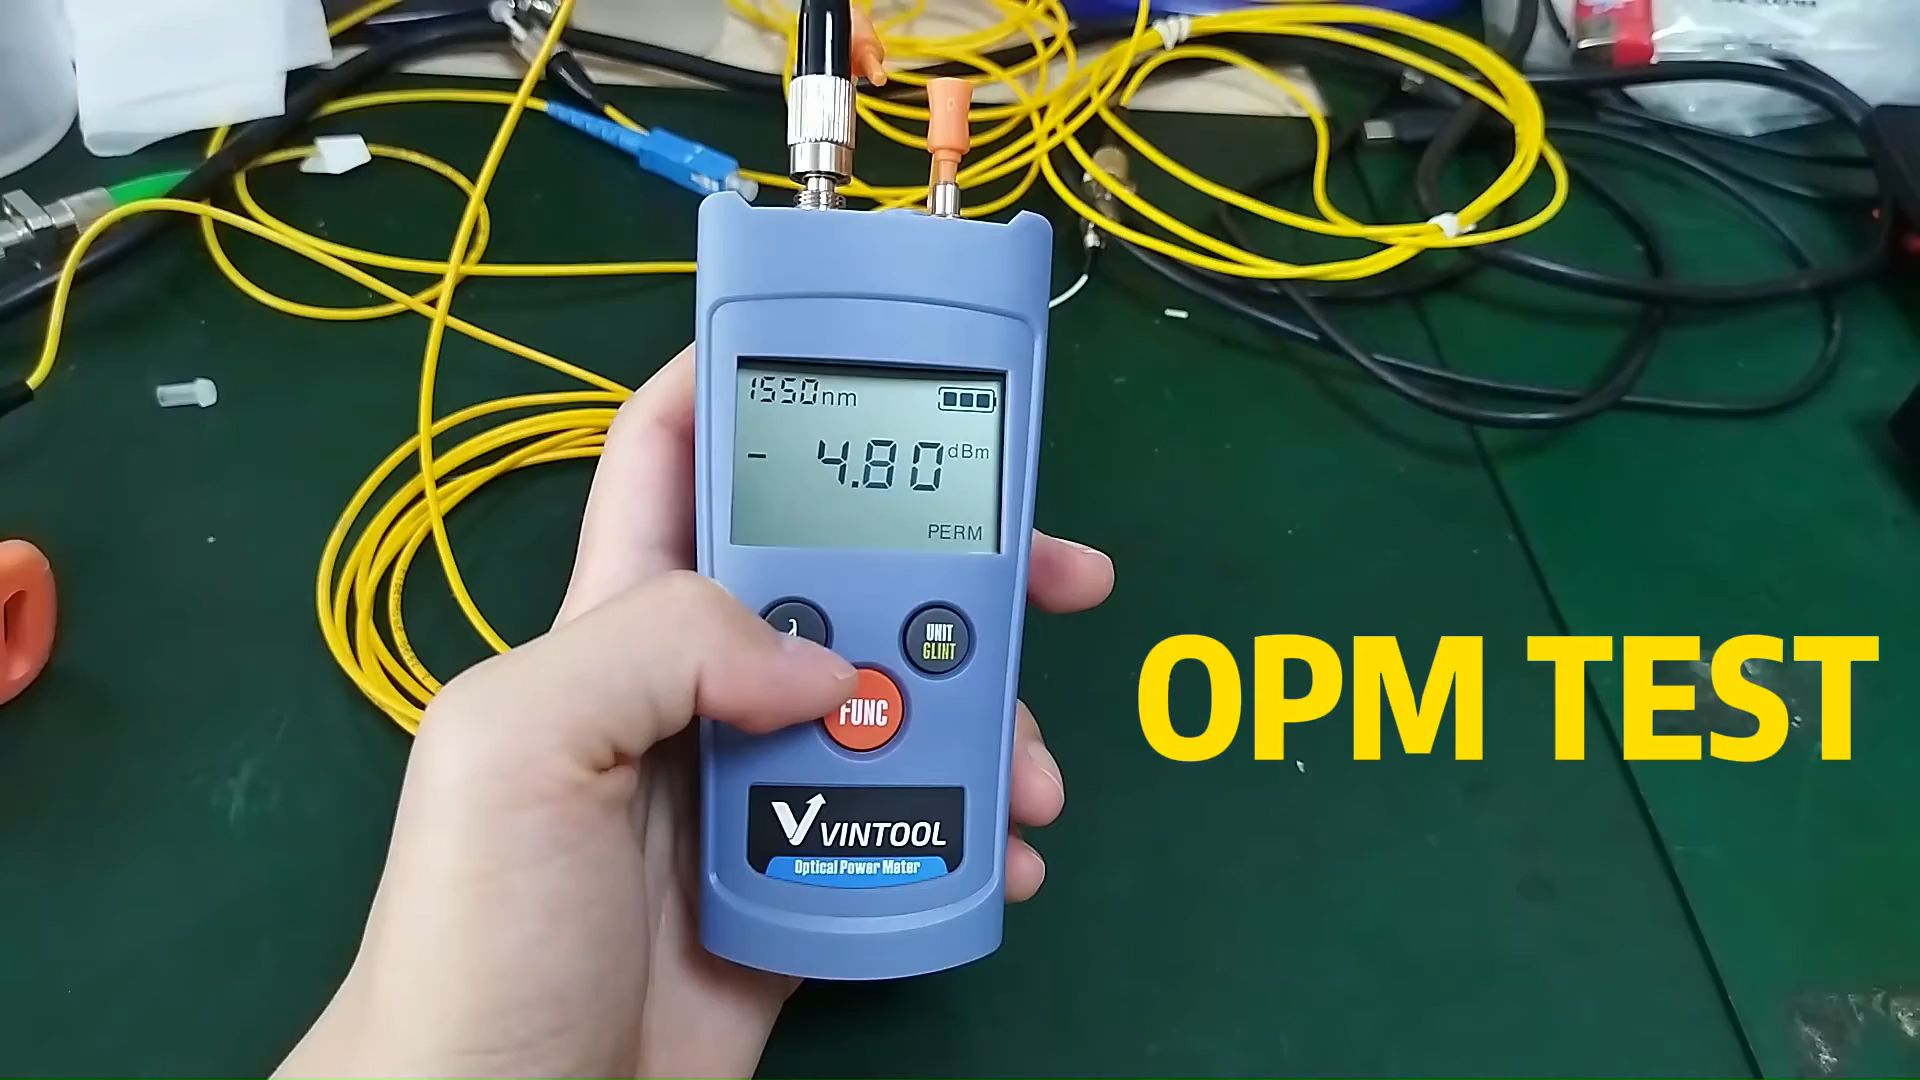 1550nm
- 4.80 dBm
PERM
λ
UNIT
GLINT
FUNC
VINTOOL
Optical Power Meter
OPM TEST